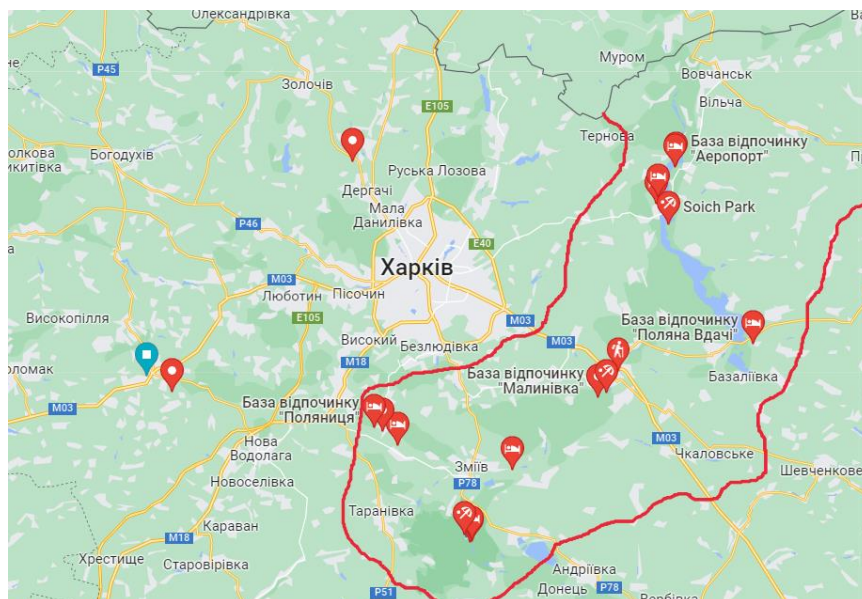 Олександрівка
Муром
P45
Вовчанськ
Золочів
Вільча
E105
Тернова
База відпочинку
"Аеропорт"
Богодухів
Руська Лозова
Дергачі
Soich Park
Мала
Данилівка
P46
E40
Харків
M03
Люботин
Пісочин
Високопілля
E105
M03
M03
База відпочинку
"Поляна Вдачі"
Високий
Безлюдівка
M18
База відпочинку
"Малинівка"
Базаліївка
M03
База відпочинку
"Поляниця"
M03
Нова
Водолага
Чкаловське
Зміїв
Шевченкове
Новоселівка
P78
Таранівка
Караван
M18
Андріївка
Хрестище
Старовірівка
P51
Донець
P78